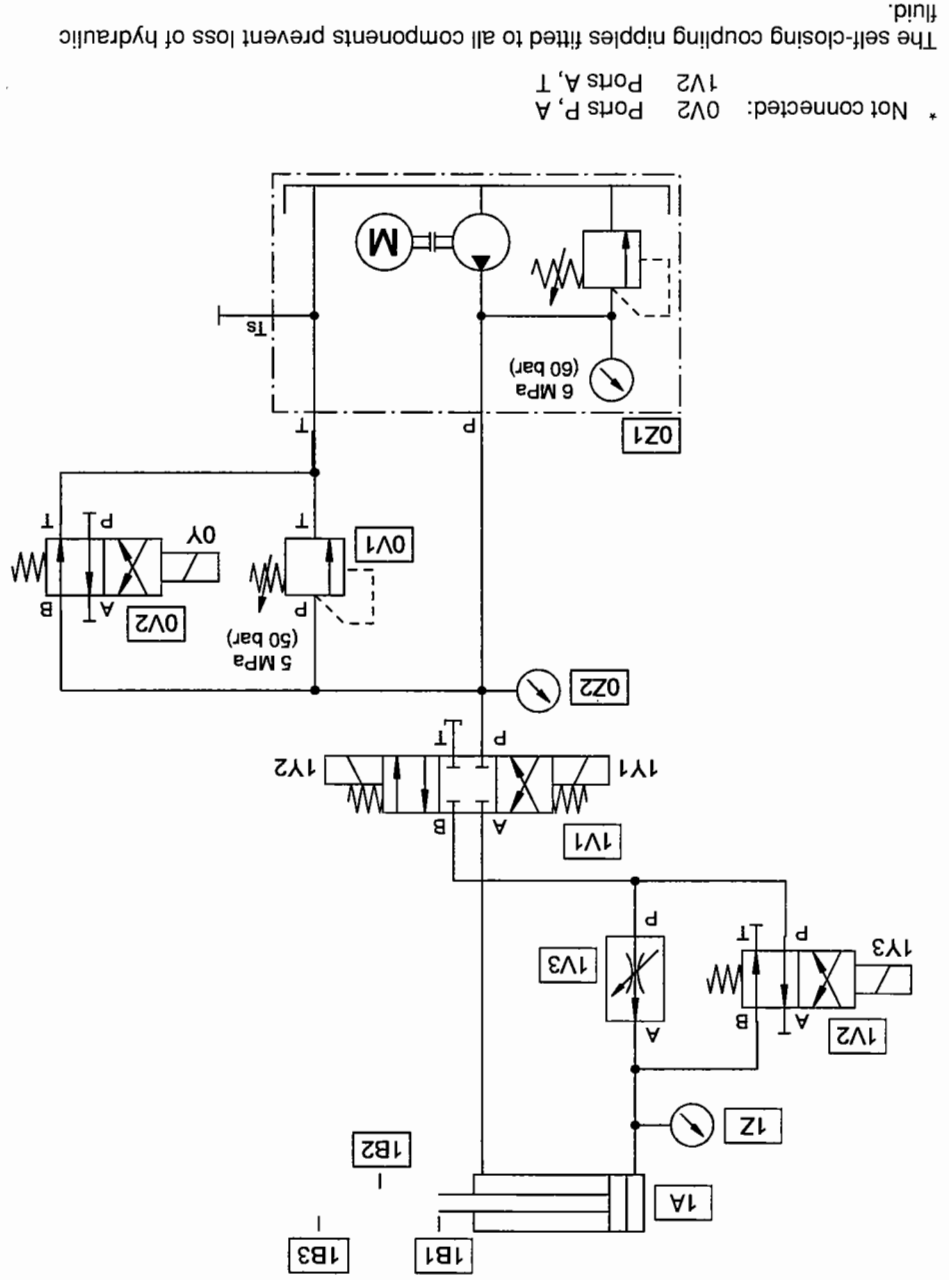 1B1 1B3
1A
1B2
1Z
1V2 A B A
1V3
1Y3
P T P
1V1
A B
1Y1 1Y2
P T
0Z2
5 MPa
(50 bar)
0V2
P A B
0V1
0Y
T P T
0Z1
P T
6 MPa
(60 bar)
Ts
M
* Not connected: 0V2 Ports P, A
1V2 Ports A, T
The self-closing coupling nipples fitted to all components prevent loss of hydraulic
fluid.